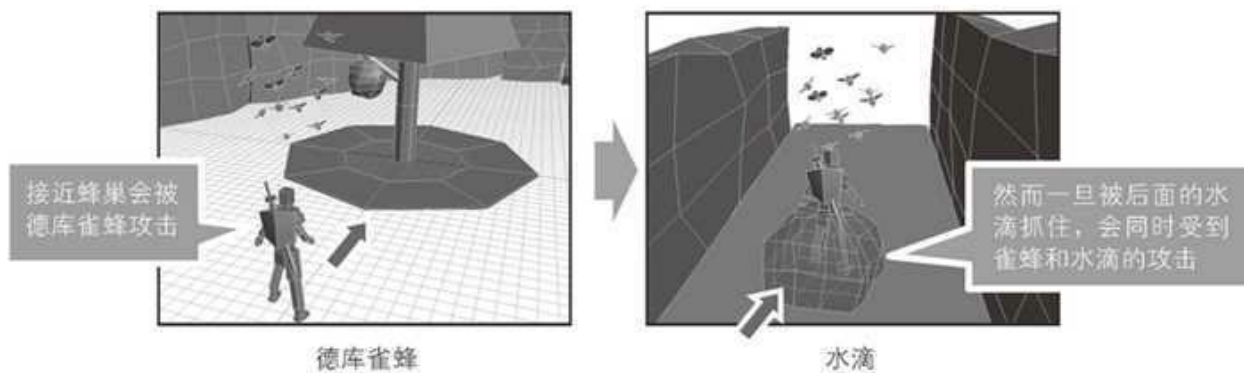 接近蜂巢会被
德库雀蜂攻击
然而一旦被后面的水
滴抓住，会同时受到
雀蜂和水滴的攻击
德库雀蜂
水滴